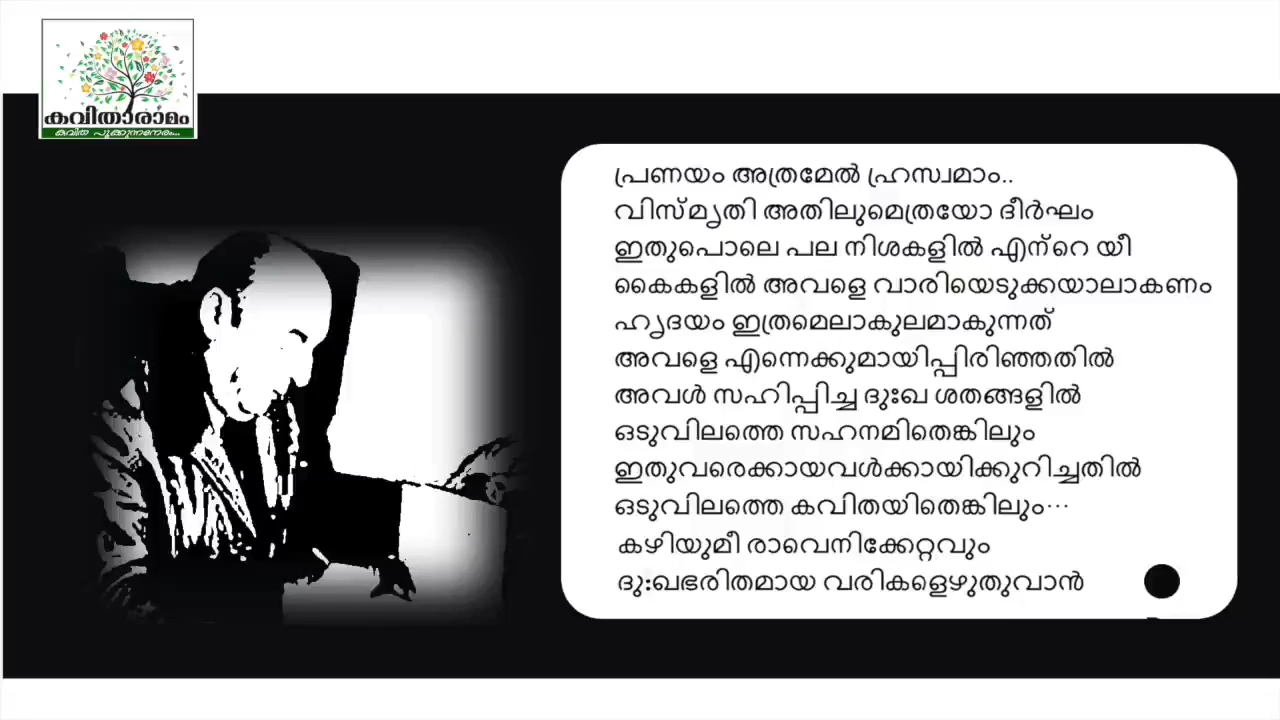 കവിതാരാമം
കവിത പൂക്കുന്നനേരം...
പ്രണയം അത്രമേൽ ഹ്രസ്വമാം..
വിസ്മൃതി അതിലുമെത്രയോ ദീർഘം
ഇതുപൊലെ പല നിശകളിൽ എന്റെ യീ
കൈകളിൽ അവളെ വാരിയെടുക്കയാലാകണം
ഹൃദയം ഇത്രമെലാകുലമാകുന്നത്
അവളെ എന്നെക്കുമായിപ്പിരിഞ്ഞതിൽ
അവൾ സഹിപ്പിച്ച ദുഃഖ ശതങ്ങളിൽ
ഒടുവിലത്തെ സഹനമിതെങ്കിലും
ഇതുവരെക്കായവൾക്കായിക്കുറിച്ചതിൽ
ഒടുവിലത്തെ കവിതയിതെങ്കിലും...
കഴിയുമീ രാവെനിക്കേറ്റവും
ദു:ഖഭരിതമായ വരികളെഴുതുവാൻ